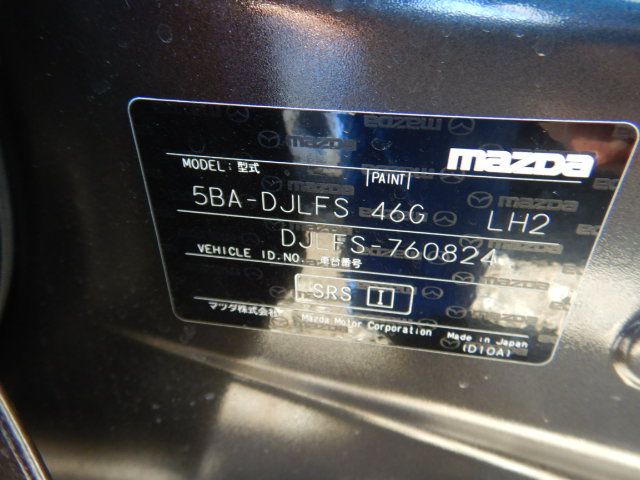 mazda
MODEL: 型式 PAINT
5BA-DJLFS 46G LH2
DJLFS-760824
VEHICLE ID.NO. 車台番号
SRS I
マツダ株式会社 Mazda Motor Corporation Made in Japan
(D10A)